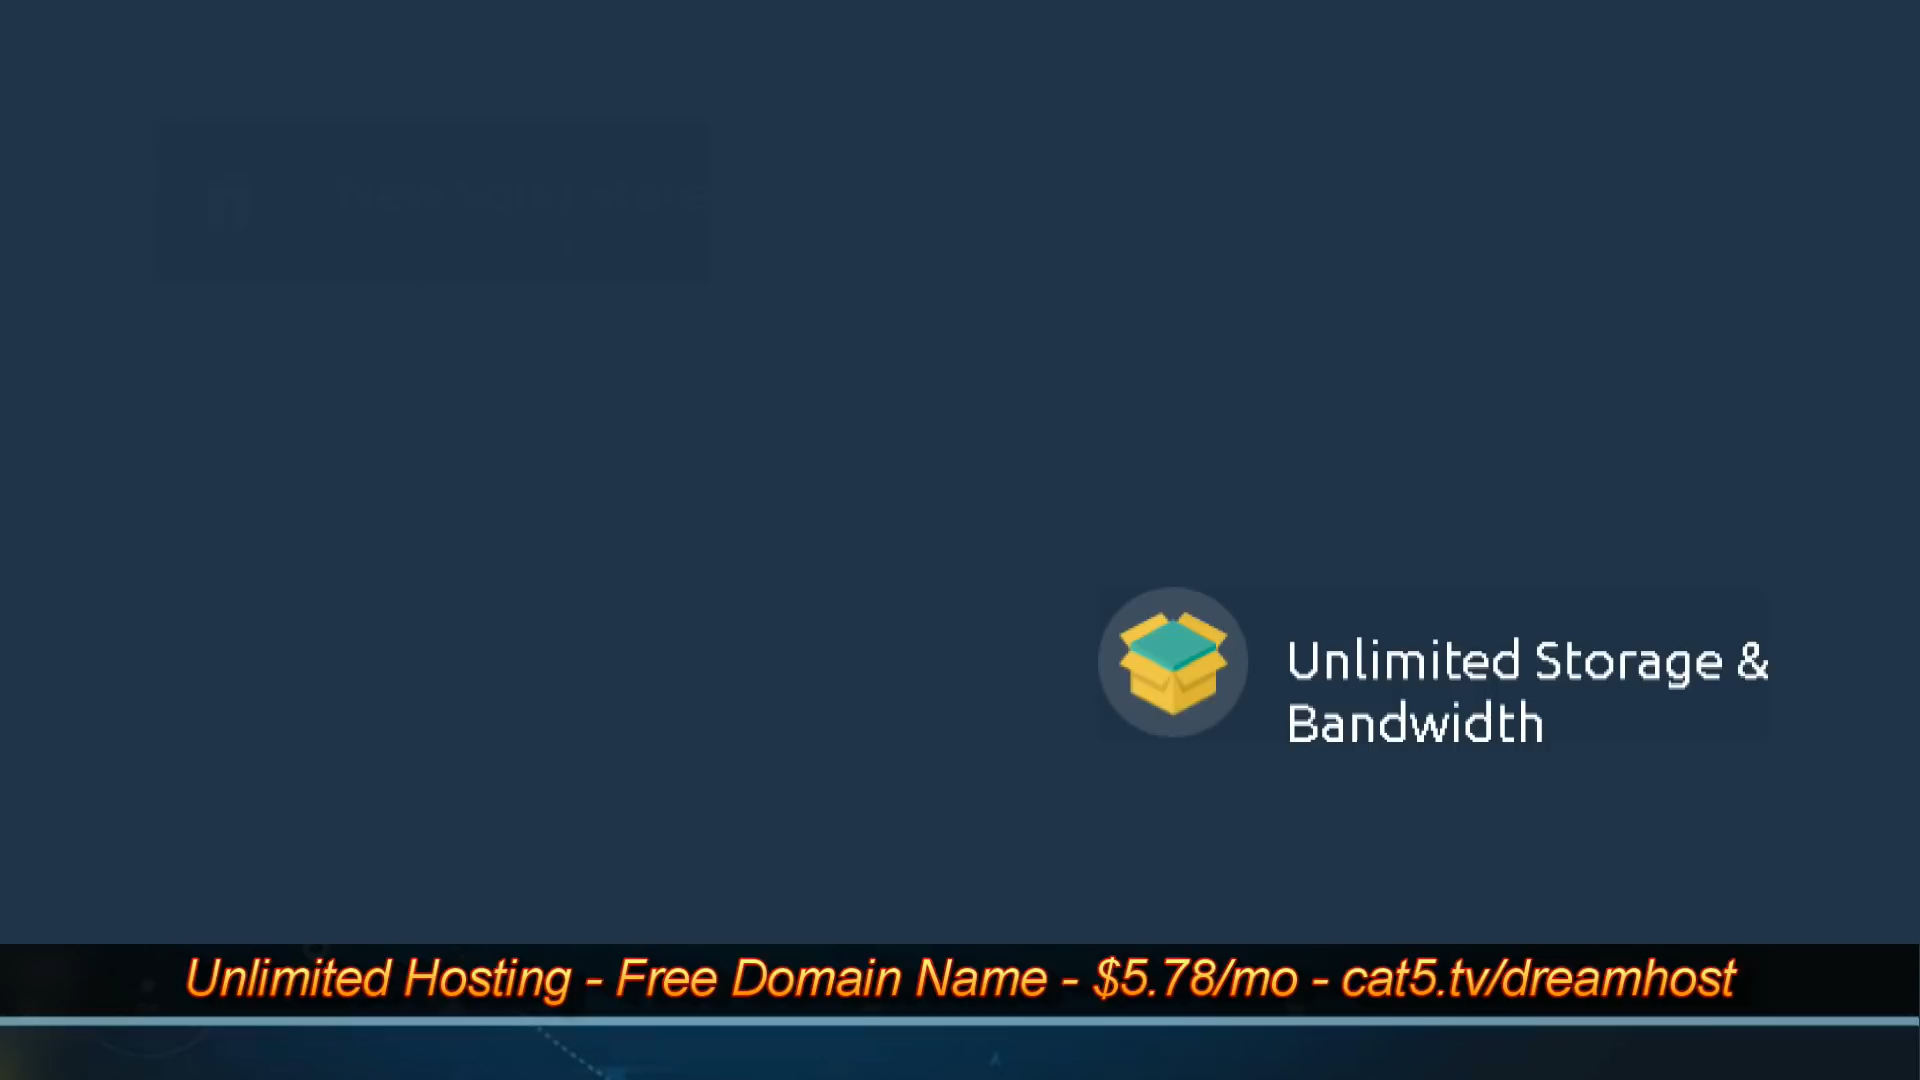 Unlimited Storage &
Bandwidth
Unlimited Hosting - Free Domain Name - $5.78/mo - cat5.tv/dreamhost